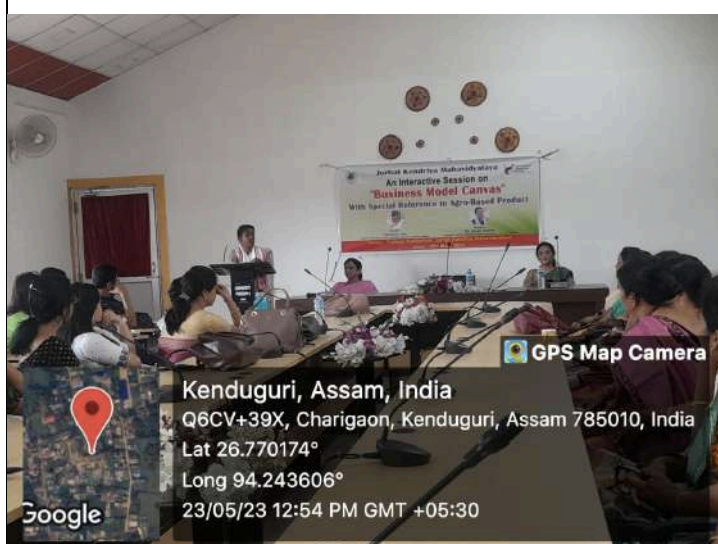 Jorhat Kendriya Mahavidyalaya
An Interactive Session on
"Business Model Canvas"
With Special Reference to Agro-Based Product
GPS Map Camera
Kenduguri, Assam, India
Q6CV+39X, Charigaon, Kenduguri, Assam 785010, India
Lat 26.770174°
Long 94.243606°
23/05/23 12:54 PM GMT +05:30
Google